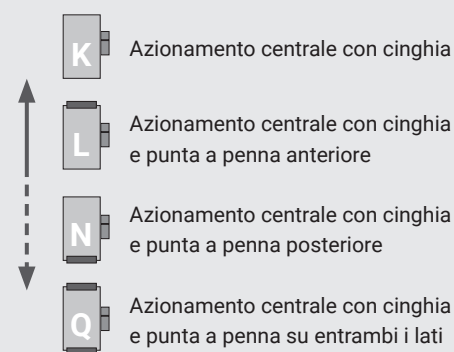 K
Azionamento centrale con cinghia
L
Azionamento centrale con cinghia
e punta a penna anteriore
N
Azionamento centrale con cinghia
e punta a penna posteriore
Q
Azionamento centrale con cinghia
e punta a penna su entrambi i lati